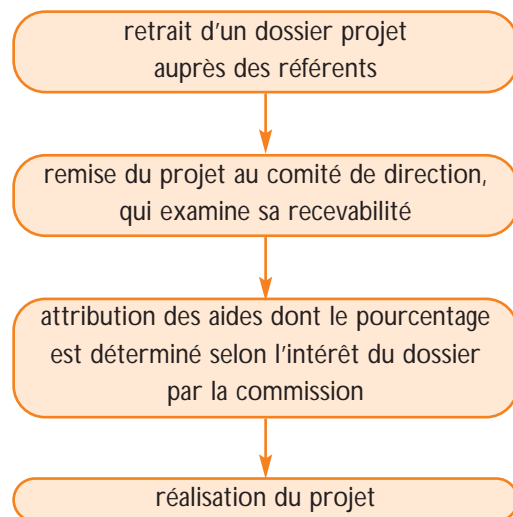 retrait d'un dossier projet
auprès des référents
remise du projet au comité de direction,
qui examine sa recevabilité
attribution des aides dont le pourcentage
est déterminé selon l'intérêt du dossier
par la commission
réalisation du projet